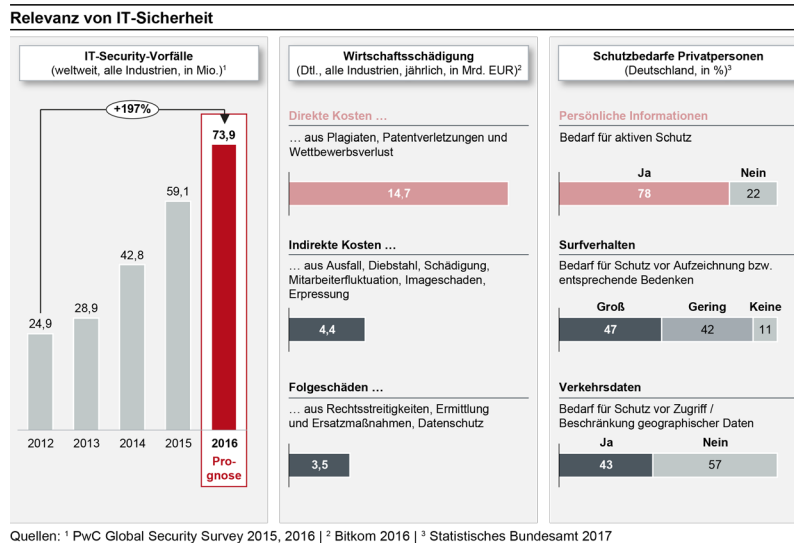 Relevanz von IT-Sicherheit
IT-Security-Vorfälle
(weltweit, alle Industrien, in Mio.)¹
+197%
73,9
59,1
42,8
28,9
24,9
2012 2013 2014 2015 2016
Pro-
gnose
Wirtschaftsschädigung
(Dtl., alle Industrien, jährlich, in Mrd. EUR)²
Direkte Kosten …
… aus Plagiaten, Patentverletzungen und
Wettbewerbsverlust
14,7
Indirekte Kosten …
… aus Ausfall, Diebstahl, Schädigung,
Mitarbeiterfluktuation, Imageschaden,
Erpressung
4,4
Folgeschäden …
… aus Rechtsstreitigkeiten, Ermittlung
und Ersatzmaßnahmen, Datenschutz
3,5
Schutzbedarfe Privatpersonen
(Deutschland, in %)³
Persönliche Informationen
Bedarf für aktiven Schutz
Ja Nein
78 22
Surfverhalten
Bedarf für Schutz vor Aufzeichnung bzw.
entsprechende Bedenken
Groß Gering Keine
47 42 11
Verkehrsdaten
Bedarf für Schutz vor Zugriff /
Beschränkung geographischer Daten
Ja Nein
43 57
Quellen: ¹ PwC Global Security Survey 2015, 2016 | ² Bitkom 2016 | ³ Statistisches Bundesamt 2017